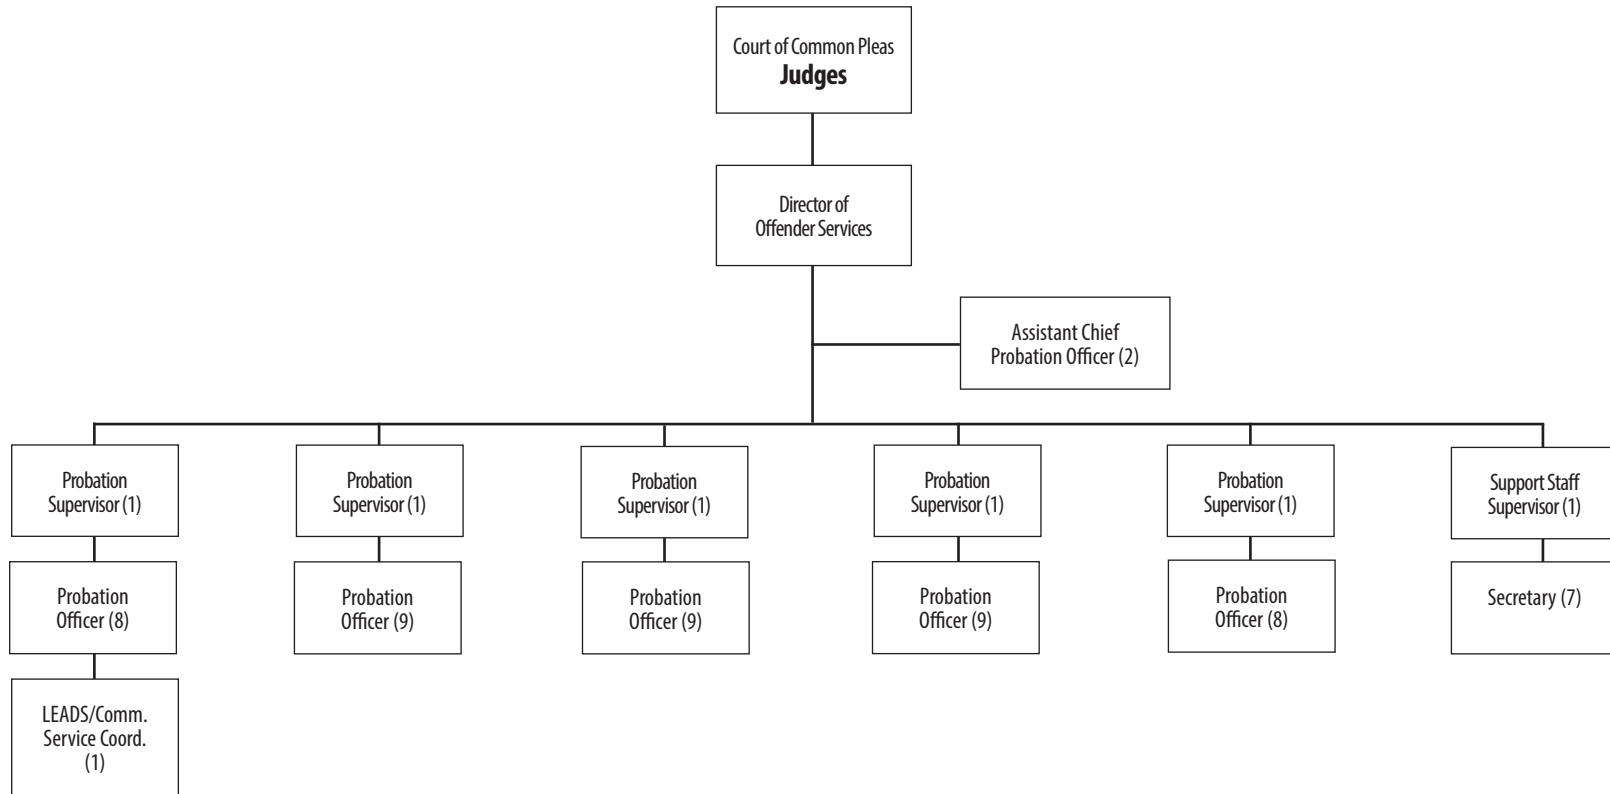 Court of Common Pleas
Judges
Director of
Offender Services
Assistant Chief
Probation Officer (2)
Probation
Supervisor (1)
Probation
Supervisor (1)
Probation
Supervisor (1)
Probation
Supervisor (1)
Probation
Supervisor (1)
Support Staff
Supervisor (1)
Probation
Officer (8)
Probation
Officer (9)
Probation
Officer (9)
Probation
Officer (9)
Probation
Officer (8)
Secretary (7)
LEADS/Comm.
Service Coord.
(1)